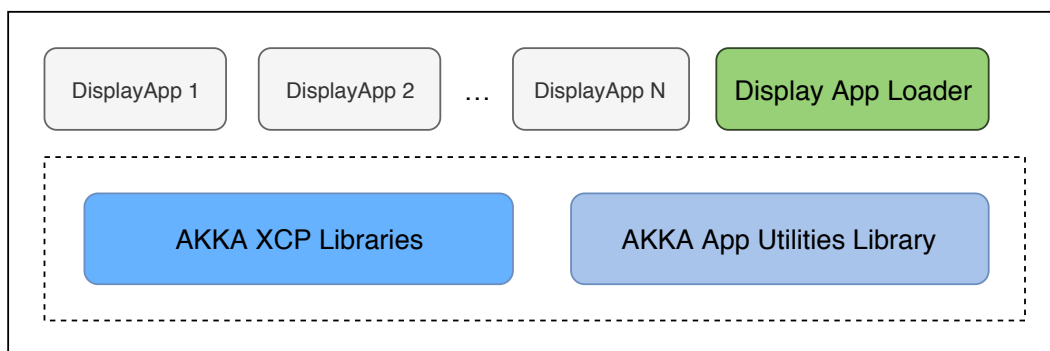 DisplayApp 1
DisplayApp 2
...
DisplayApp N
Display App Loader
AKKA XCP Libraries
AKKA App Utilities Library